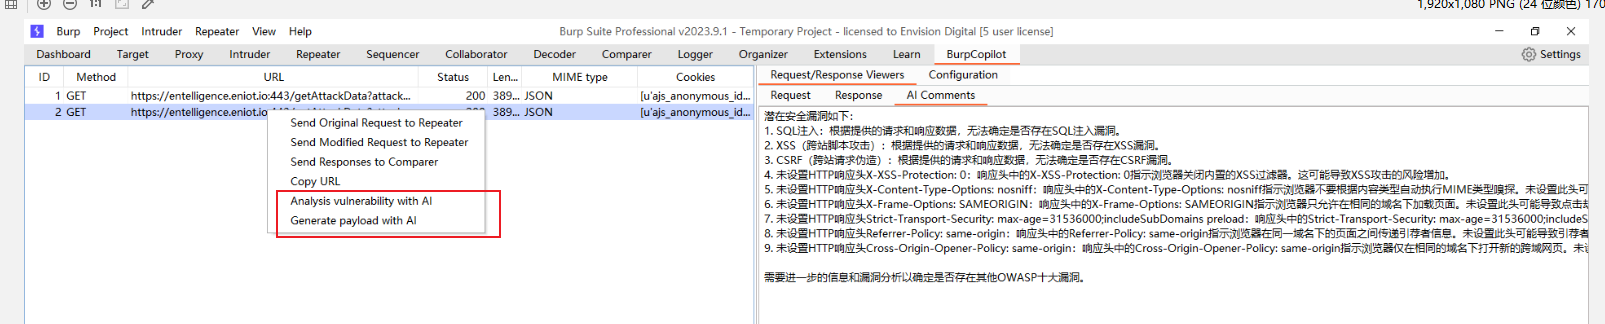 1:1
1,920x1,080 PNG (24 位颜色) 170
Burp Project Intruder Repeater View Help
Burp Suite Professional v2023.9.1 - Temporary Project - licensed to Envision Digital [5 user license]
Dashboard Target Proxy Intruder Repeater Sequencer Collaborator Decoder Comparer Logger Organizer Extensions Learn BurpCopilot Settings
ID Method URL Status Len... MIME type Cookies
1 GET https://entelligence.eniot.io:443/getAttackData?attack... 200 389... JSON [u'ajs_anonymous_id...
2 GET 200 389... JSON [u'ajs_anonymous_id...
Send Original Request to Repeater
Send Modified Request to Repeater
Send Responses to Comparer
Copy URL
Analysis vulnerability with AI
Generate payload with AI
Request/Response Viewers Configuration
Request Response AI Comments
潜在安全漏洞如下：
1. SQL注入：根据提供的请求和响应数据，无法确定是否存在SQL注入漏洞。
2. XSS（跨站脚本攻击）：根据提供的请求和响应数据，无法确定是否存在XSS漏洞。
3. CSRF（跨站请求伪造）：根据提供的请求和响应数据，无法确定是否存在CSRF漏洞。
4. 未设置HTTP响应头X-XSS-Protection: 0：响应头中的X-XSS-Protection: 0指示浏览器关闭内置的XSS过滤器。这可能导致XSS攻击的风险增加。
5. 未设置HTTP响应头X-Content-Type-Options: nosniff：响应头中的X-Content-Type-Options: nosniff指示浏览器不要根据内容类型自动执行MIME类型嗅探。未设置此头可
6. 未设置HTTP响应头X-Frame-Options: SAMEORIGIN：响应头中的X-Frame-Options: SAMEORIGIN指示浏览器只允许在相同的域名下加载页面。未设置此头可能导致点击劫
7. 未设置HTTP响应头Strict-Transport-Security: max-age=31536000;includeSubDomains preload：响应头中的Strict-Transport-Security: max-age=31536000;includeS
8. 未设置HTTP响应头Referrer-Policy: same-origin：响应头中的Referrer-Policy: same-origin指示浏览器在同一域名下的页面之间传递引荐者信息。未设置此头可能导致引荐者
9. 未设置HTTP响应头Cross-Origin-Opener-Policy: same-origin：响应头中的Cross-Origin-Opener-Policy: same-origin指示浏览器仅在相同的域名下打开新的跨域网页。未
需要进一步的信息和漏洞分析以确定是否存在其他OWASP十大漏洞。